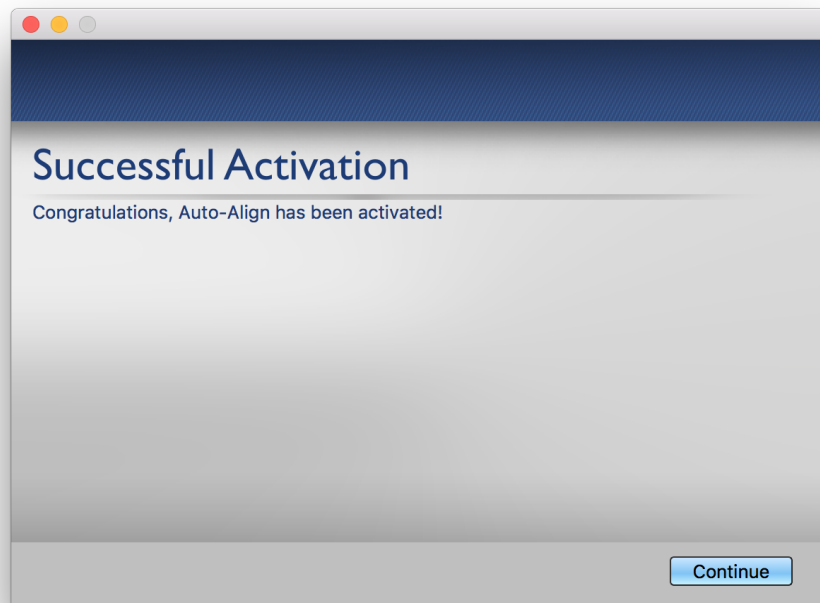 Successful Activation
Congratulations, Auto-Align has been activated!
Continue